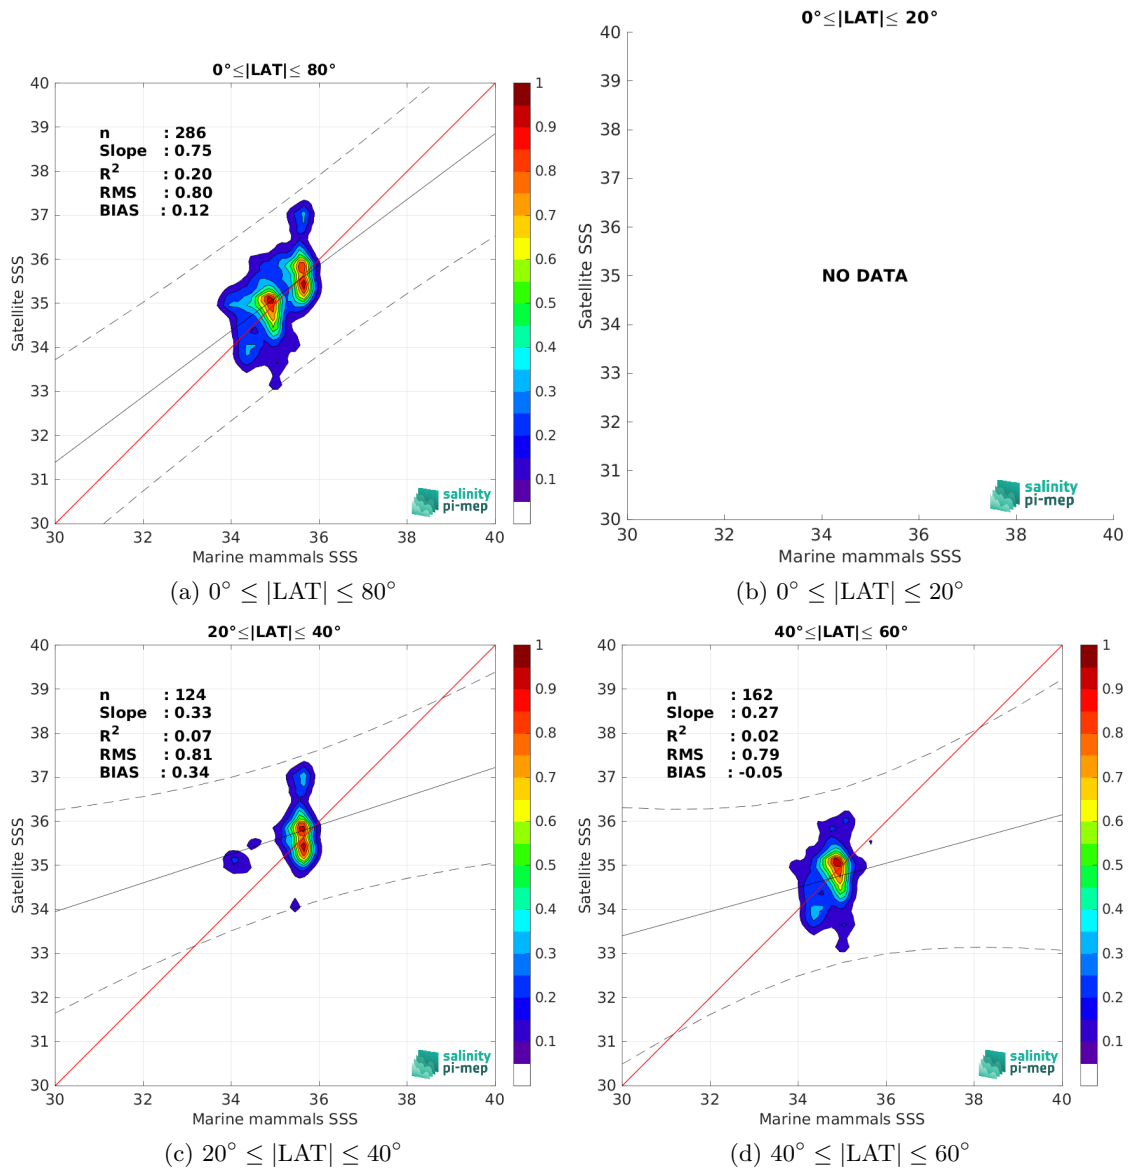 0°≤|LAT|≤ 80°
40
39
38
37
36
35
34
33
32
31
30
Satellite SSS
n : 286
Slope : 0.75
R² : 0.20
RMS : 0.80
BIAS : 0.12
salinity
pi-mep
30 32 34 36 38 40
Marine mammals SSS
1
0.9
0.8
0.7
0.6
0.5
0.4
0.3
0.2
0.1
(a) 0° ≤ |LAT| ≤ 80°
0°≤|LAT|≤ 20°
40
39
38
37
36
35
34
33
32
31
30
Satellite SSS
NO DATA
salinity
pi-mep
30 32 34 36 38 40
Marine mammals SSS
(b) 0° ≤ |LAT| ≤ 20°
20°≤|LAT|≤ 40°
40
39
38
37
36
35
34
33
32
31
30
Satellite SSS
n : 124
Slope : 0.33
R² : 0.07
RMS : 0.81
BIAS : 0.34
salinity
pi-mep
30 32 34 36 38 40
Marine mammals SSS
1
0.9
0.8
0.7
0.6
0.5
0.4
0.3
0.2
0.1
(c) 20° ≤ |LAT| ≤ 40°
40°≤|LAT|≤ 60°
40
39
38
37
36
35
34
33
32
31
30
Satellite SSS
n : 162
Slope : 0.27
R² : 0.02
RMS : 0.79
BIAS : -0.05
salinity
pi-mep
30 32 34 36 38 40
Marine mammals SSS
1
0.9
0.8
0.7
0.6
0.5
0.4
0.3
0.2
0.1
(d) 40° ≤ |LAT| ≤ 60°